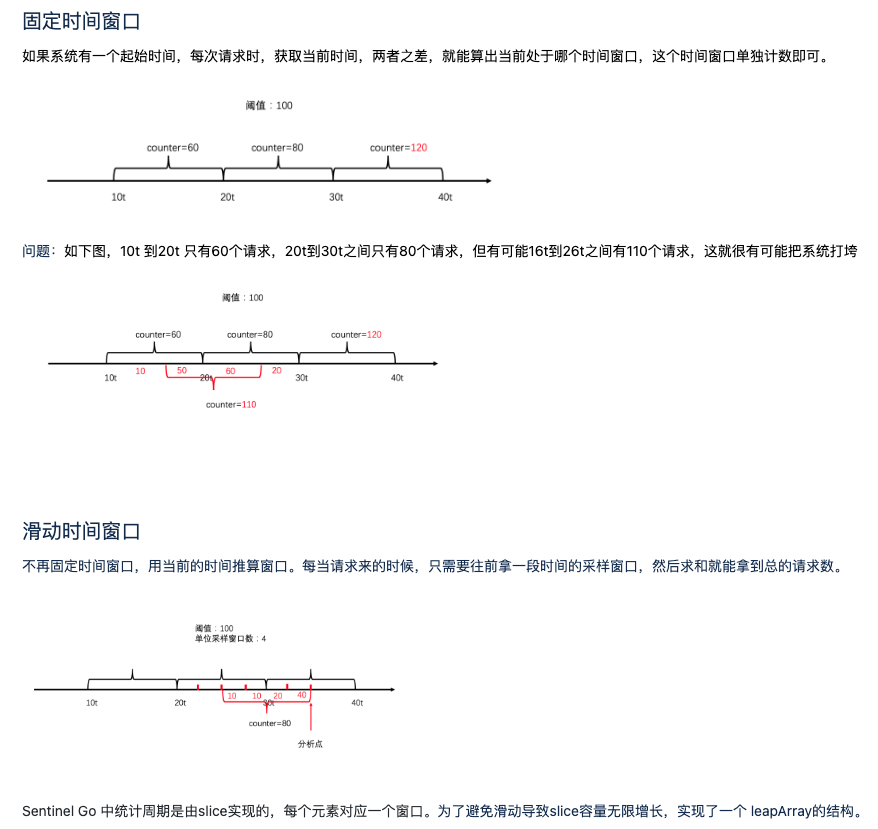 固定时间窗口
如果系统有一个起始时间，每次请求时，获取当前时间，两者之差，就能算出当前处于哪个时间窗口，这个时间窗口单独计数即可。
阈值：100
counter=60 counter=80 counter=120
10t 20t 30t 40t
问题：如下图，10t 到20t 只有60个请求，20t到30t之间只有80个请求，但有可能16t到26t之间有110个请求，这就很有可能把系统打垮
阈值：100
counter=60 counter=80 counter=120
10 50 60 20
10t 20t 30t 40t
counter=110
滑动时间窗口
不再固定时间窗口，用当前的时间推算窗口。每当请求来的时候，只需要往前拿一段时间的采样窗口，然后求和就能拿到总的请求数。
阈值：100
单位采样窗口数：4
10 10 20 40
10t 20t 30t 40t
counter=80
分析点
Sentinel Go 中统计周期是由slice实现的，每个元素对应一个窗口。为了避免滑动导致slice容量无限增长，实现了一个 leapArray的结构。